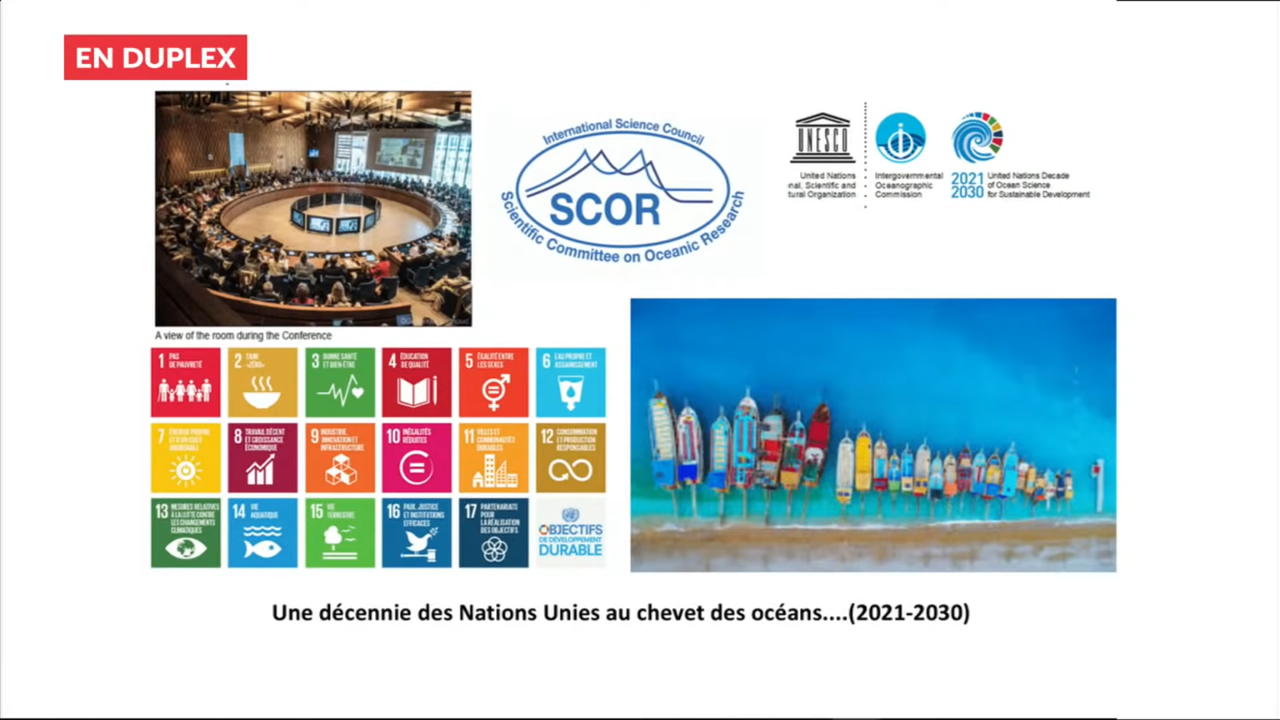 EN DUPLEX
International Science Council
SCOR
Scientific Committee on Oceanic Research
UNESCO
United Nations
nal, Scientific and
tural Organization
Intergovernmental
Oceanographic
Commission
2021
2030
United Nations Decade
of Ocean Science
for Sustainable Development
A view of the room during the Conference
1 PAS
DE PAUVRETÉ
2 FAIM
«ZÉRO»
3 BONNE SANTÉ
ET BIEN-ÊTRE
4 ÉDUCATION
DE QUALITÉ
5 ÉGALITÉ ENTRE
LES SEXES
6 EAU PROPRE ET
ASSAINISSEMENT
7 ÉNERGIE PROPRE
ET D'UN COÛT
ABORDABLE
8 TRAVAIL DÉCENT
ET CROISSANCE
ÉCONOMIQUE
9 INDUSTRIE,
INNOVATION ET
INFRASTRUCTURE
10 INÉGALITÉS
RÉDUITES
11 VILLES ET
COMMUNAUTÉS
DURABLES
12 CONSOMMATION
ET PRODUCTION
RESPONSABLES
13 MESURES RELATIVES
À LA LUTTE CONTRE
LES CHANGEMENTS
CLIMATIQUES
14 VIE
AQUATIQUE
15 VIE
TERRESTRE
16 PAIX, JUSTICE
ET INSTITUTIONS
EFFICACES
17 PARTENARIATS
POUR
LA RÉALISATION
DES OBJECTIFS
OBJECTIFS
DE DÉVELOPPEMENT
DURABLE
Une décennie des Nations Unies au chevet des océans....(2021-2030)